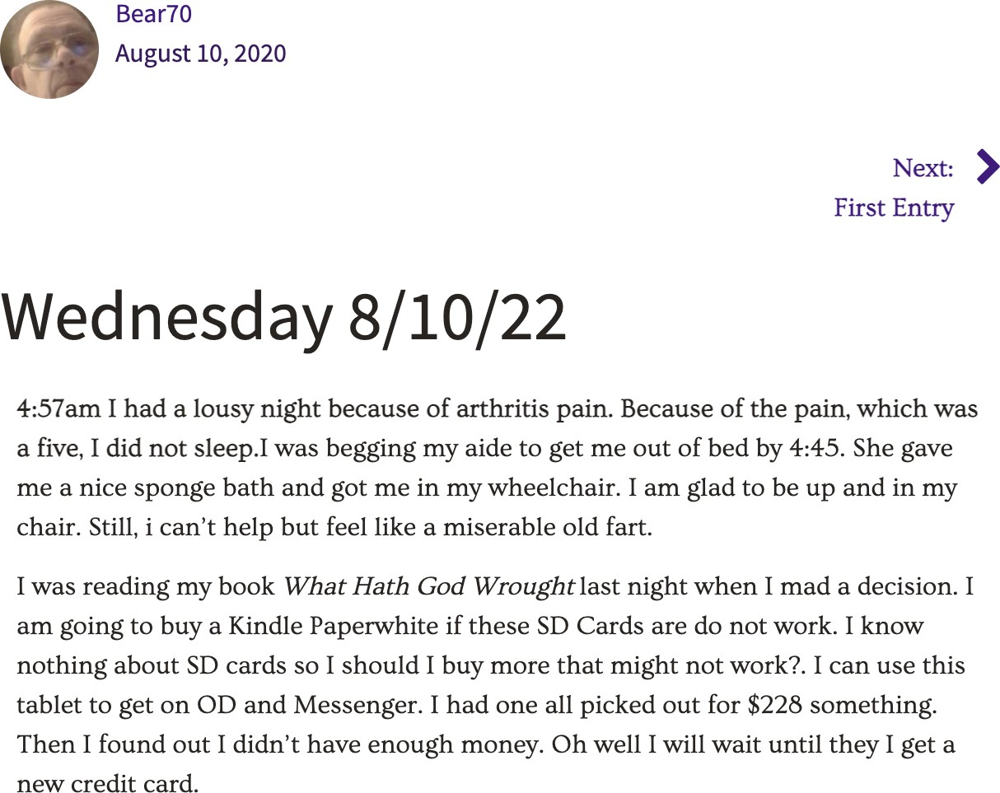 Bear70
August 10, 2020
Next:
First Entry
Wednesday 8/10/22
4:57am I had a lousy night because of arthritis pain. Because of the pain, which was
a five, I did not sleep.I was begging my aide to get me out of bed by 4:45. She gave
me a nice sponge bath and got me in my wheelchair. I am glad to be up and in my
chair. Still, i can’t help but feel like a miserable old fart.
I was reading my book What Hath God Wrought last night when I mad a decision. I
am going to buy a Kindle Paperwhite if these SD Cards are do not work. I know
nothing about SD cards so I should I buy more that might not work?. I can use this
tablet to get on OD and Messenger. I had one all picked out for $228 something.
Then I found out I didn’t have enough money. Oh well I will wait until they I get a
new credit card.